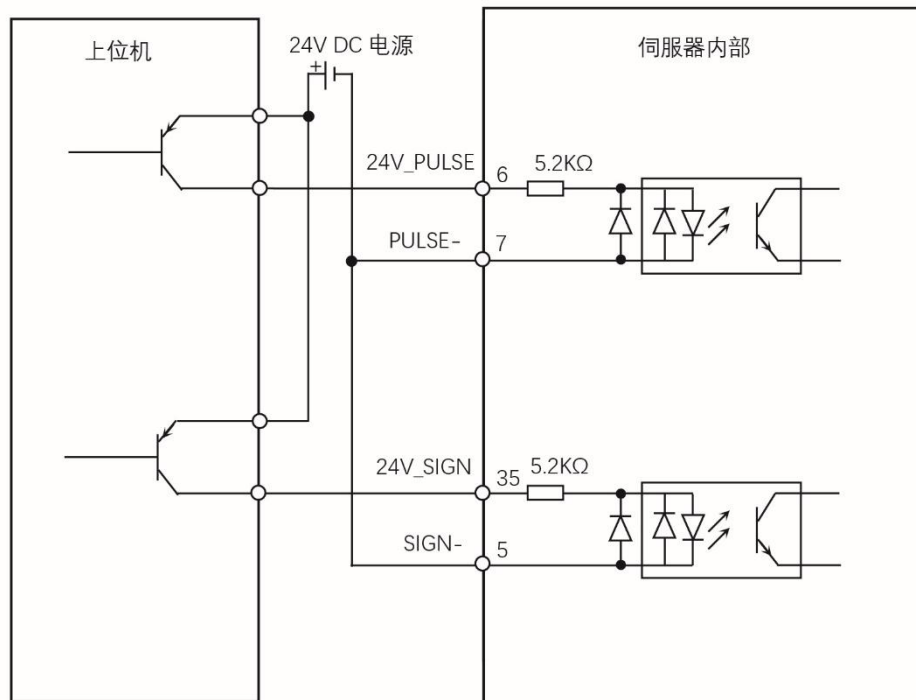 上位机
24V DC 电源
+
伺服器内部
24V_PULSE
6
5.2KΩ
PULSE-
7
24V_SIGN
35
5.2KΩ
SIGN-
5